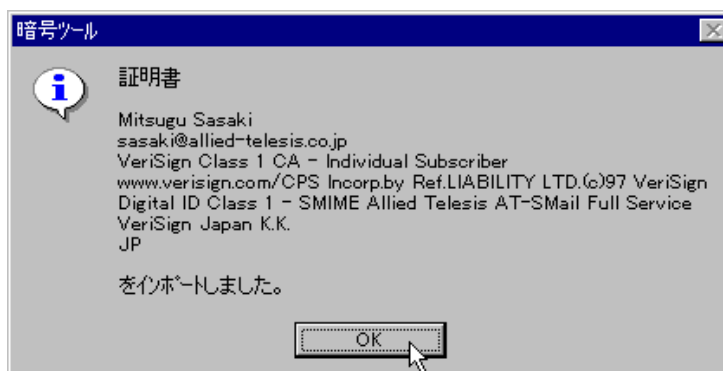 暗号ツール
証明書
Mitsugu Sasaki
sasaki@allied-telesis.co.jp
VeriSign Class 1 CA - Individual Subscriber
www.verisign.com/CPS Incorp.by Ref.LIABILITY LTD.(c)97 VeriSign
Digital ID Class 1 - SMIME Allied Telesis AT-SMail Full Service
VeriSign Japan K.K.
JP
をインポートしました。
OK